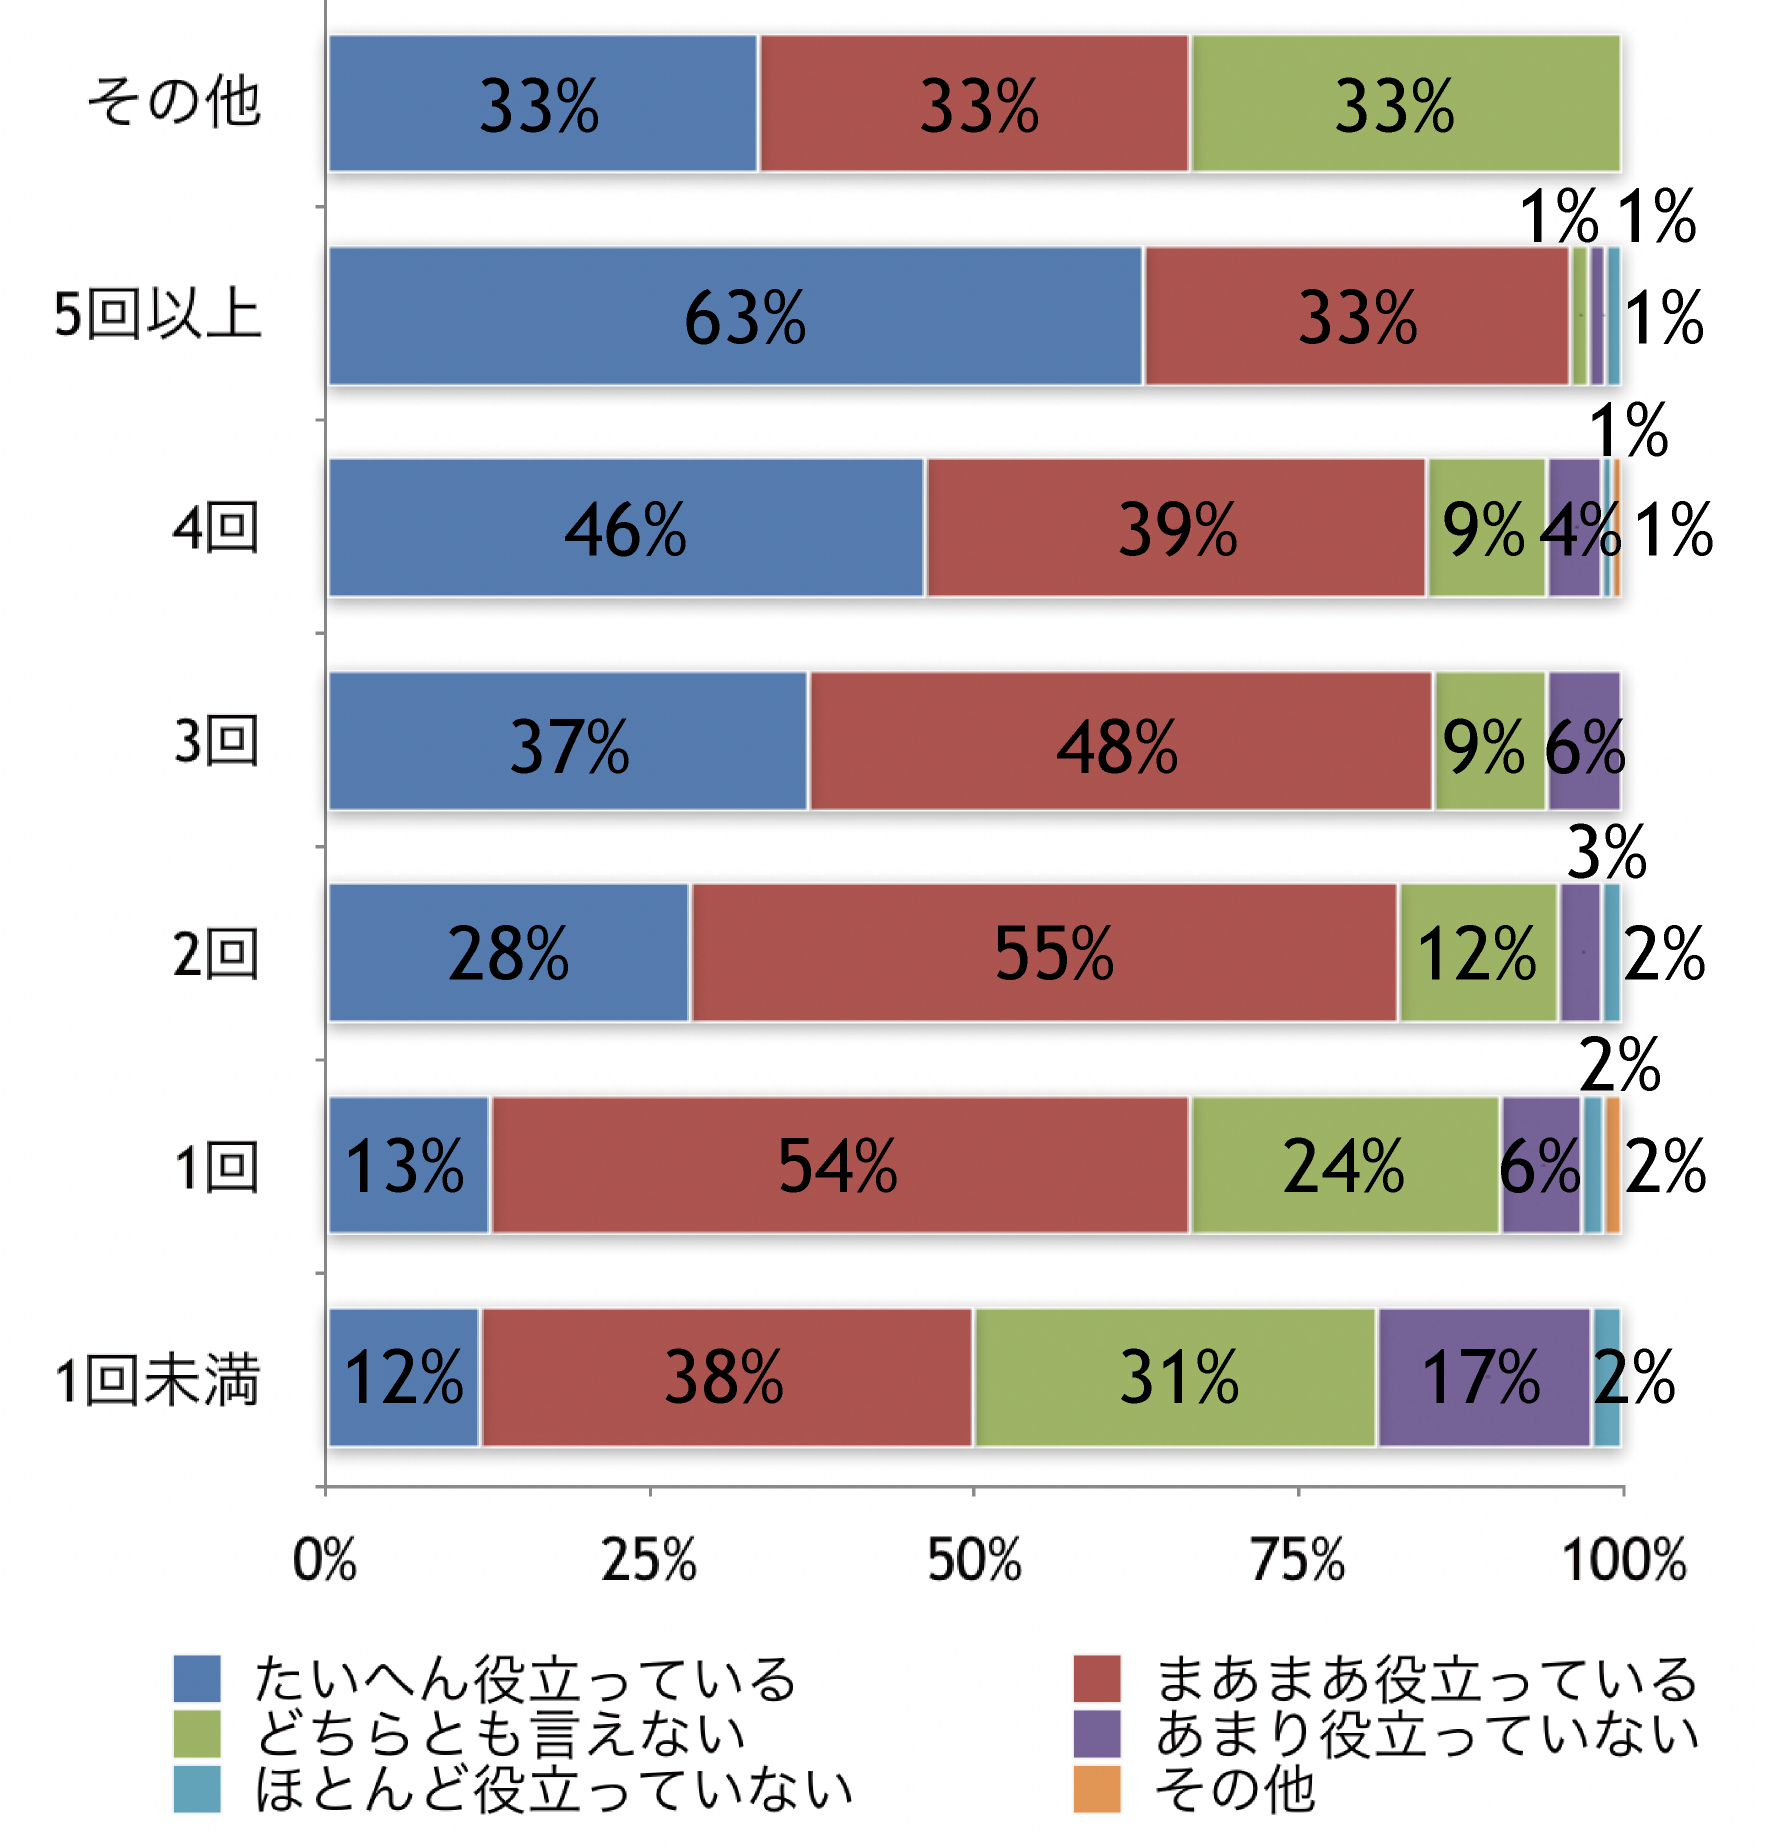 その他 33% 33% 33%
1% 1%
5回以上 63% 33% 1%
1%
4回 46% 39% 9% 4% 1%
3回 37% 48% 9% 6%
3%
2回 28% 55% 12% 2%
2%
1回 13% 54% 24% 6% 2%
1回未満 12% 38% 31% 17% 2%
0% 25% 50% 75% 100%
たいへん役立っている まあまあ役立っている
どちらとも言えない あまり役立っていない
ほとんど役立っていない その他